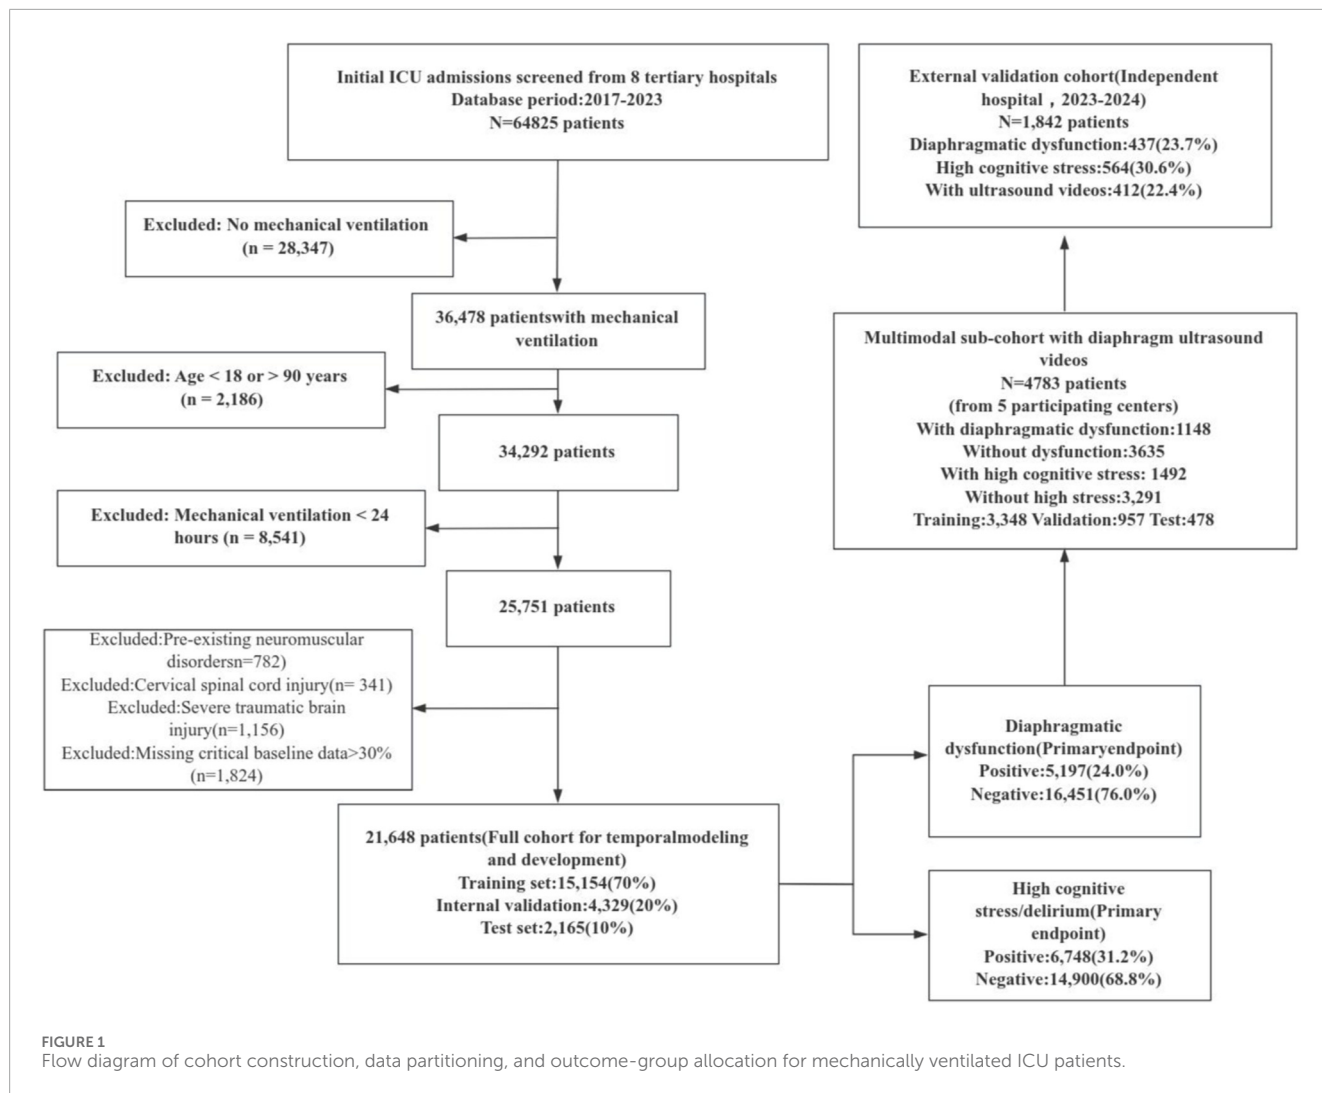 Initial ICU admissions screened from 8 tertiary hospitals
Database period:2017-2023
N=64825 patients
Excluded: No mechanical ventilation
(n = 28,347)
36,478 patientswith mechanical
ventilation
Excluded: Age < 18 or > 90 years
(n = 2,186)
34,292 patients
Excluded: Mechanical ventilation < 24
hours (n = 8,541)
25,751 patients
Excluded:Pre-existing neuromuscular
disordersn=782)
Excluded:Cervical spinal cord injury(n= 341)
Excluded:Severe traumatic brain
injury(n=1,156)
Excluded:Missing critical baseline data>30%
(n=1,824)
21,648 patients(Full cohort for temporalmodeling
and development)
Training set:15,154(70%)
Internal validation:4,329(20%)
Test set:2,165(10%)
Diaphragmatic
dysfunction(Primaryendpoint)
Positive:5,197(24.0%)
Negative:16,451(76.0%)
High cognitive
stress/delirium(Primary
endpoint)
Positive:6,748(31.2%)
Negative:14,900(68.8%)
Multimodal sub-cohort with diaphragm ultrasound
videos
N=4783 patients
(from 5 participating centers)
With diaphragmatic dysfunction:1148
Without dysfunction:3635
With high cognitive stress: 1492
Without high stress:3,291
Training:3,348 Validation:957 Test:478
External validation cohort(Independent
hospital，2023-2024)
N=1,842 patients
Diaphragmatic dysfunction:437(23.7%)
High cognitive stress:564(30.6%)
With ultrasound videos:412(22.4%)
FIGURE 1
Flow diagram of cohort construction, data partitioning, and outcome-group allocation for mechanically ventilated ICU patients.